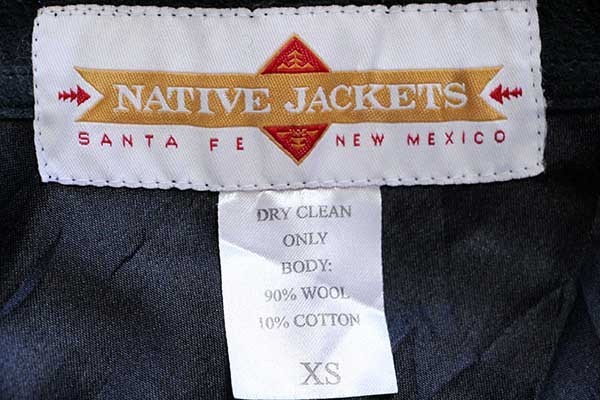 NATIVE JACKETS
SANTA FE NEW MEXICO
DRY CLEAN
ONLY
BODY:
90% WOOL
10% COTTON
XS